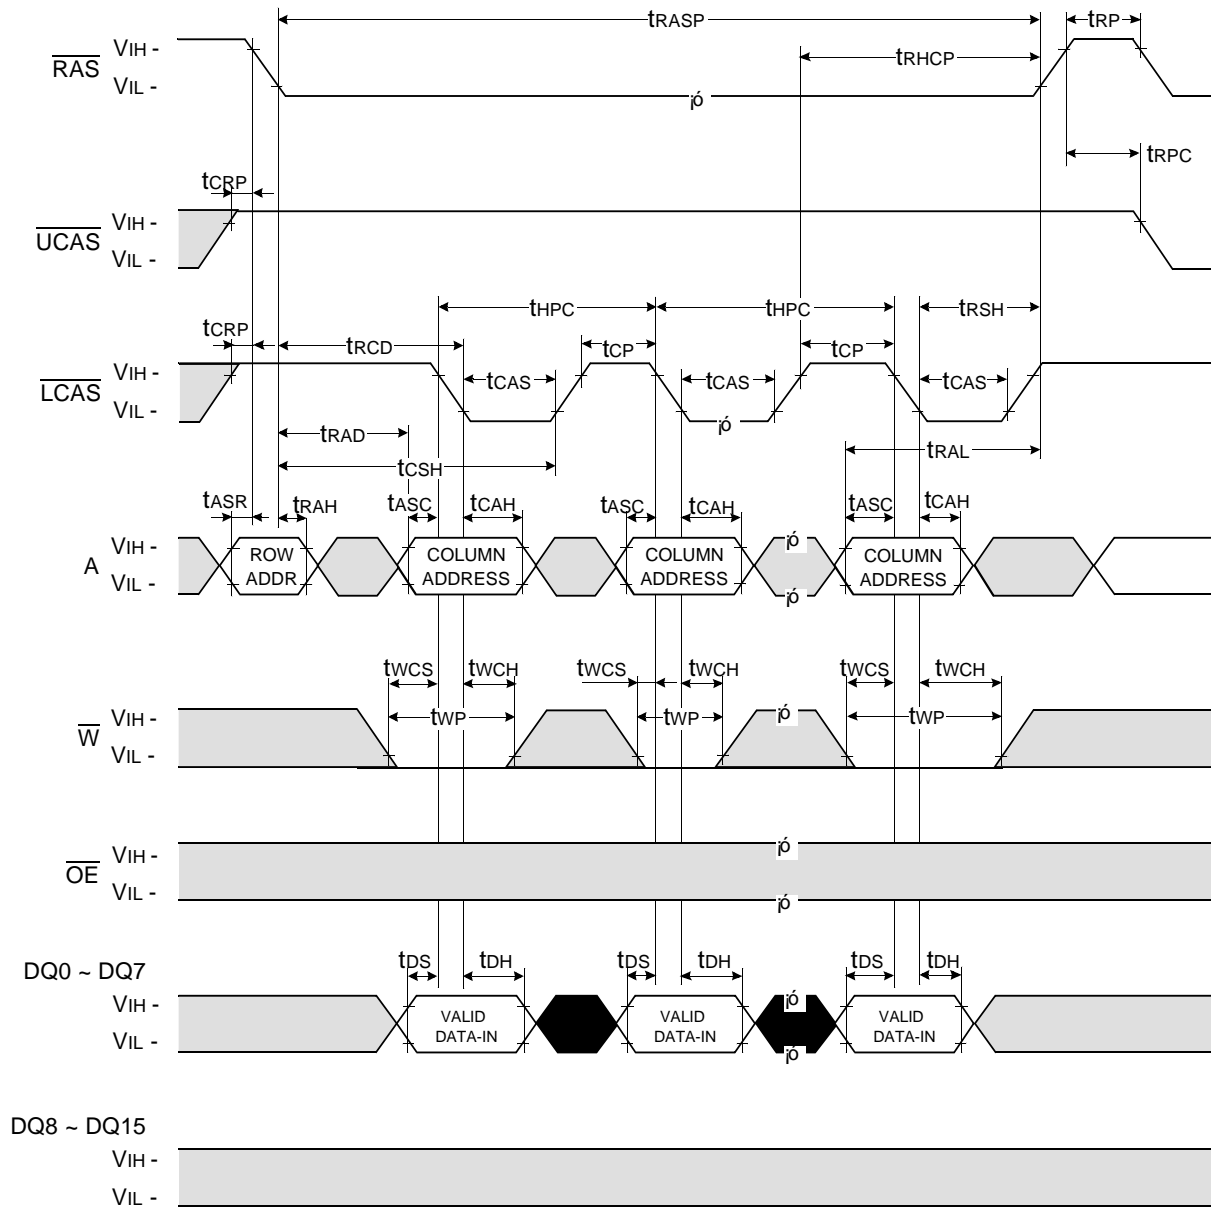 tRASP
tRP
RAS
VIH -
VIL -
tRHCP
¡ó
tRPC
tCRP
UCAS
VIH -
VIL -
tHPC
tHPC
tRSH
tCRP
tRCD
tCP
tCP
LCAS
VIH -
VIL -
tCAS
tCAS
tCAS
¡ó
tRAD
tCSH
tRAL
tASR
tRAH
tASC
tCAH
tASC
tCAH
tASC
tCAH
A
VIH -
VIL -
ROW
ADDR
COLUMN
ADDRESS
COLUMN
ADDRESS
¡ó
¡ó
COLUMN
ADDRESS
tWCS
tWCH
tWCS
tWCH
tWCS
tWCH
tWP
tWP
tWP
W
VIH -
VIL -
¡ó
OE
VIH -
VIL -
¡ó
¡ó
DQ0 ~ DQ7
tDS
tDH
tDS
tDH
tDS
tDH
VIH -
VIL -
VALID
DATA-IN
VALID
DATA-IN
¡ó
¡ó
VALID
DATA-IN
DQ8 ~ DQ15
VIH -
VIL -